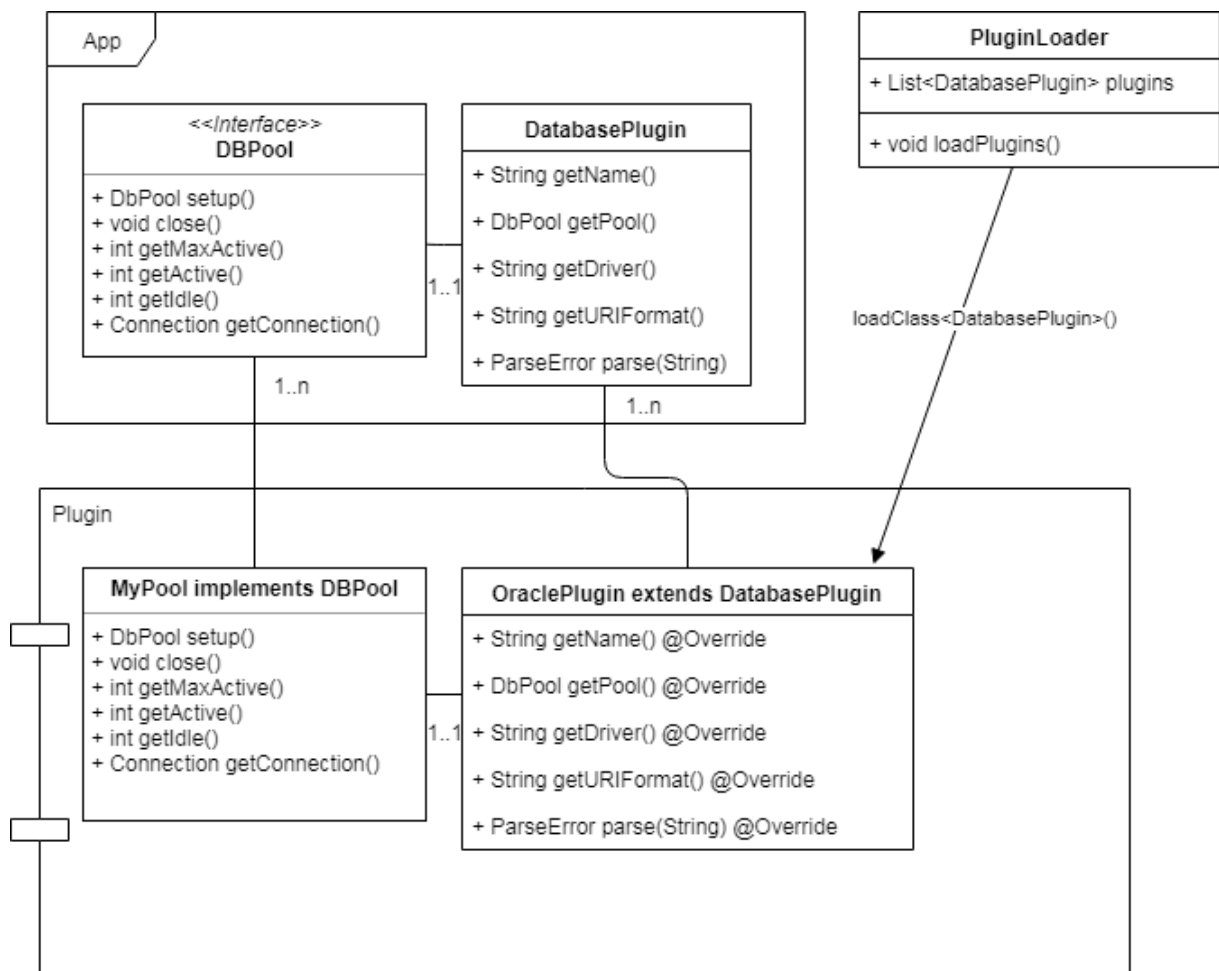 App
<<Interface>>
DBPool
+ DbPool setup()
+ void close()
+ int getMaxActive()
+ int getActive()
+ int getIdle()
+ Connection getConnection()
1..1
DatabasePlugin
+ String getName()
+ DbPool getPool()
+ String getDriver()
+ String getURIFormat()
+ ParseError parse(String)
1..n
1..n
PluginLoader
+ List<DatabasePlugin> plugins
+ void loadPlugins()
loadClass<DatabasePlugin>()
Plugin
MyPool implements DBPool
+ DbPool setup()
+ void close()
+ int getMaxActive()
+ int getActive()
+ int getIdle()
+ Connection getConnection()
1..1
OraclePlugin extends DatabasePlugin
+ String getName() @Override
+ DbPool getPool() @Override
+ String getDriver() @Override
+ String getURIFormat() @Override
+ ParseError parse(String) @Override